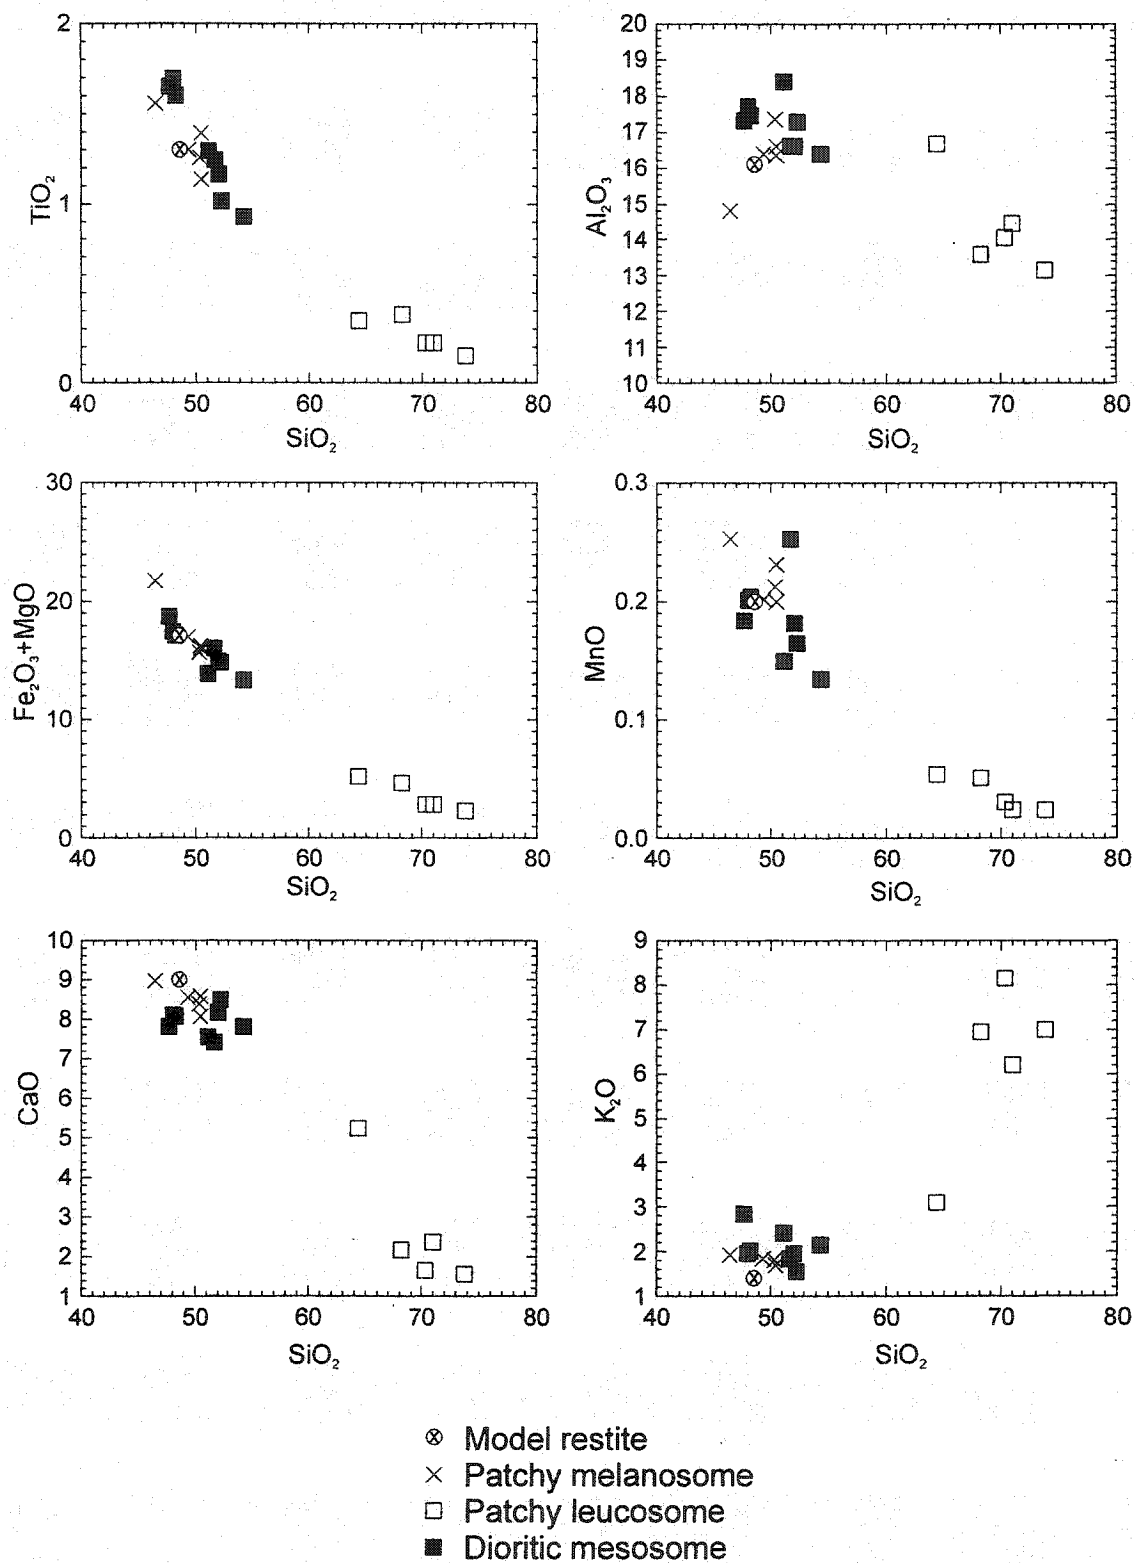 2
1
0
TiO₂
40 50 60 70 80
SiO₂
20
19
18
17
16
15
14
13
12
11
10
Al₂O₃
40 50 60 70 80
SiO₂
30
20
10
0
Fe₂O₃+MgO
40 50 60 70 80
SiO₂
0.3
0.2
0.1
0.0
MnO
40 50 60 70 80
SiO₂
10
9
8
7
6
5
4
3
2
1
CaO
40 50 60 70 80
SiO₂
9
8
7
6
5
4
3
2
1
K₂O
40 50 60 70 80
SiO₂
Model restite
Patchy melanosome
Patchy leucosome
Dioritic mesosome